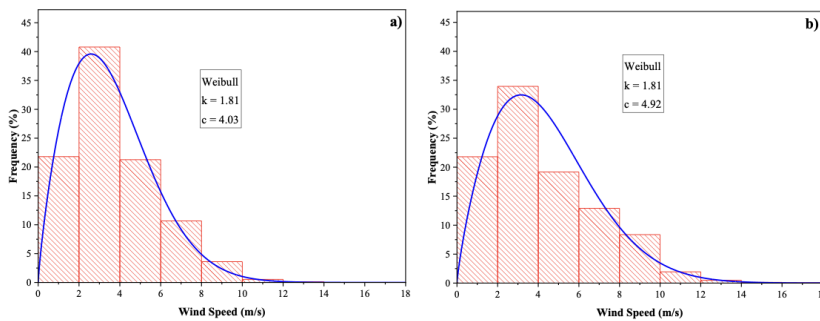 a)
45
40
35
30
25
20
15
10
5
0
Frequency (%)
Weibull
k = 1.81
c = 4.03
0 2 4 6 8 10 12 14 16 18
Wind Speed (m/s)
b)
45
40
35
30
25
20
15
10
5
0
Frequency (%)
Weibull
k = 1.81
c = 4.92
0 2 4 6 8 10 12 14 16 18
Wind Speed (m/s)